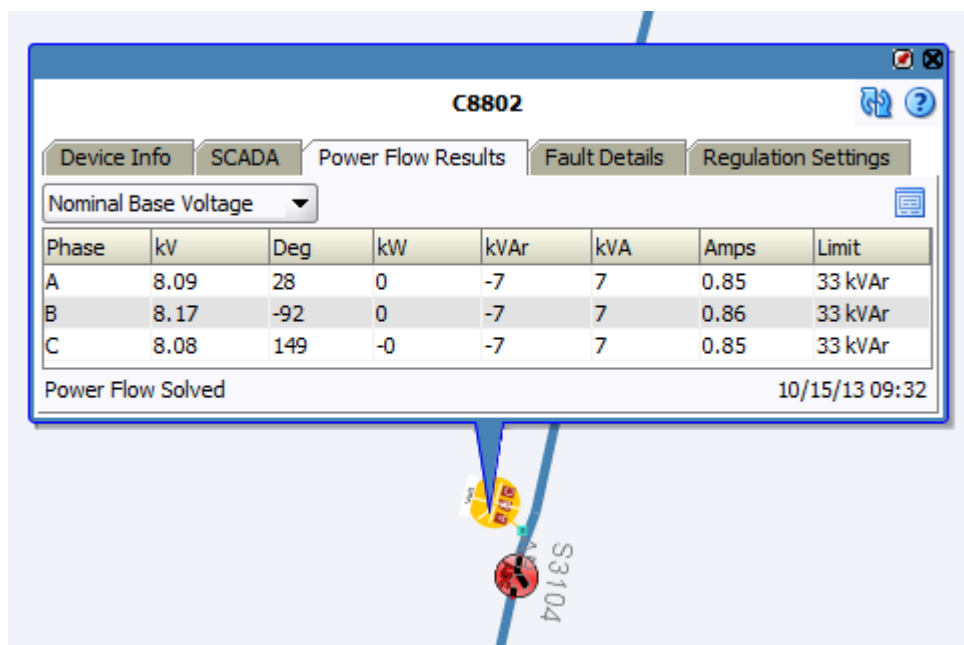 C8802
Device Info SCADA Power Flow Results Fault Details Regulation Settings
Nominal Base Voltage
Phase kV Deg kW kVAr kVA Amps Limit
A 8.09 28 0 -7 7 0.85 33 kVAr
B 8.17 -92 0 -7 7 0.86 33 kVAr
C 8.08 149 -0 -7 7 0.85 33 kVAr
Power Flow Solved 10/15/13 09:32
S3104